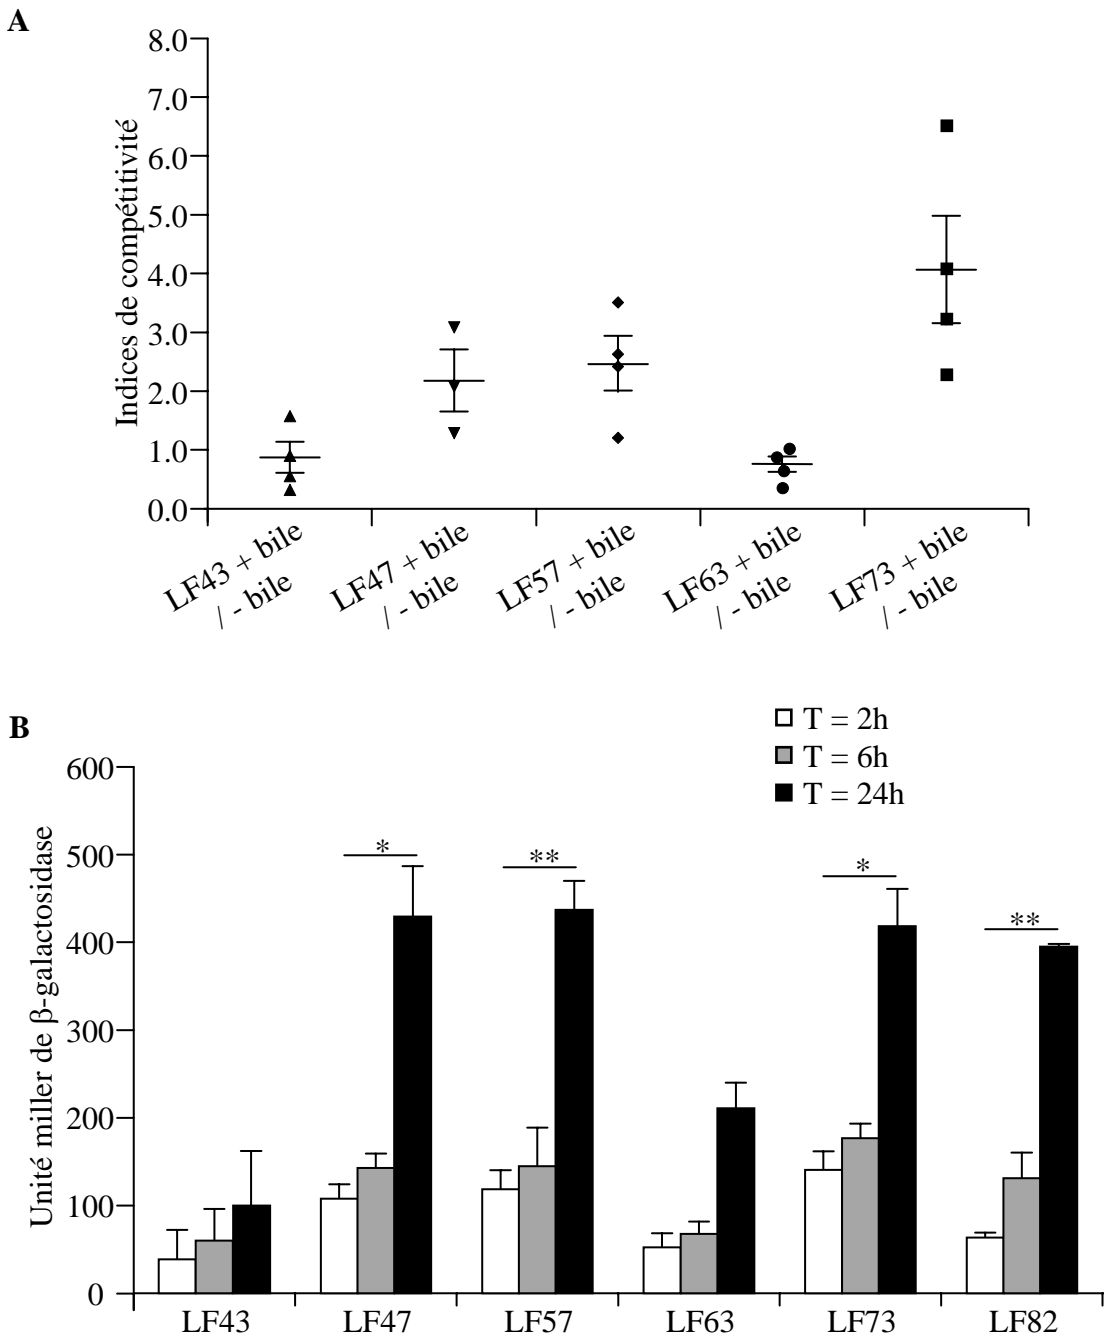 A
8.0
7.0
6.0
5.0
4.0
3.0
2.0
1.0
0.0
Indices de compétitivité
LF43 + bile
/ - bile
LF47 + bile
/ - bile
LF57 + bile
/ - bile
LF63 + bile
/ - bile
LF73 + bile
/ - bile
B
T = 2h
T = 6h
T = 24h
600
500
400
300
200
100
0
Unité miller de β-galactosidase
*
**
*
**
LF43
LF47
LF57
LF63
LF73
LF82